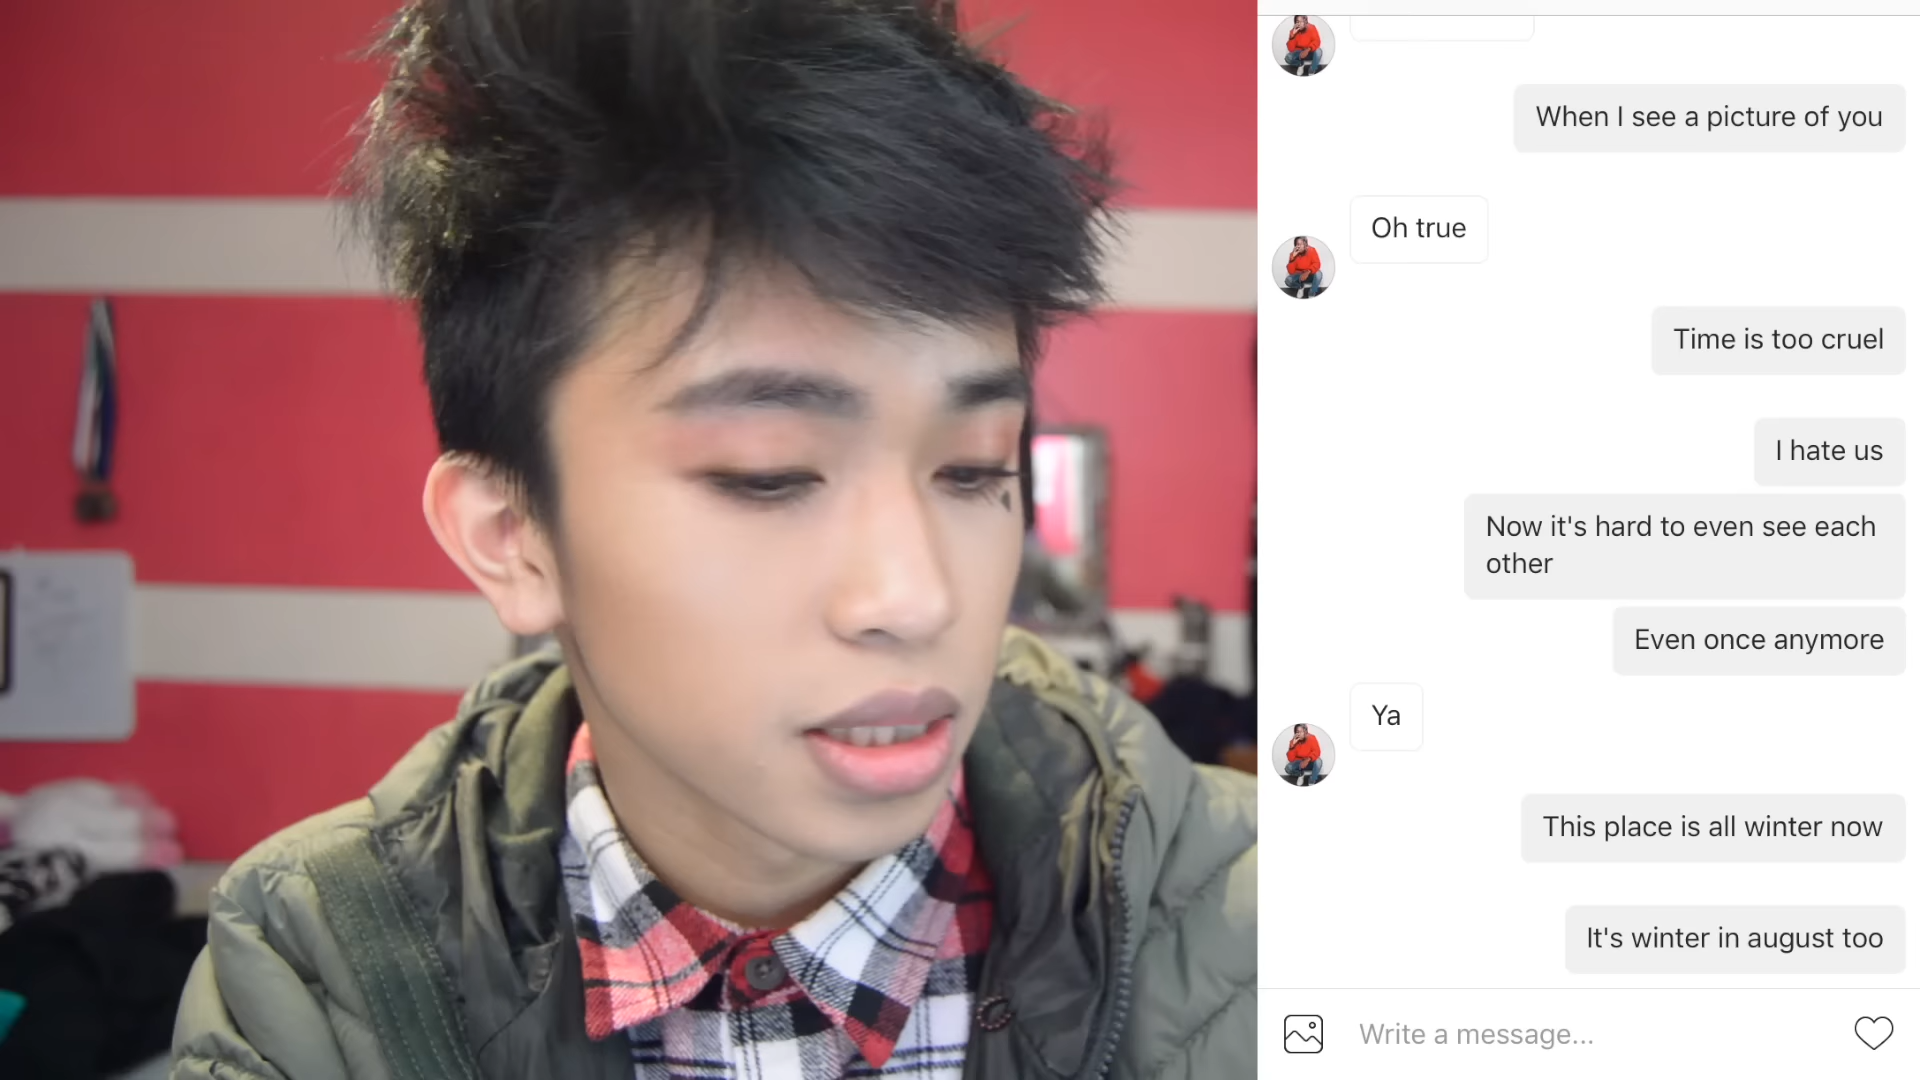 When I see a picture of you
Oh true
Time is too cruel
I hate us
Now it's hard to even see each
other
Even once anymore
Ya
This place is all winter now
It's winter in august too
Write a message...